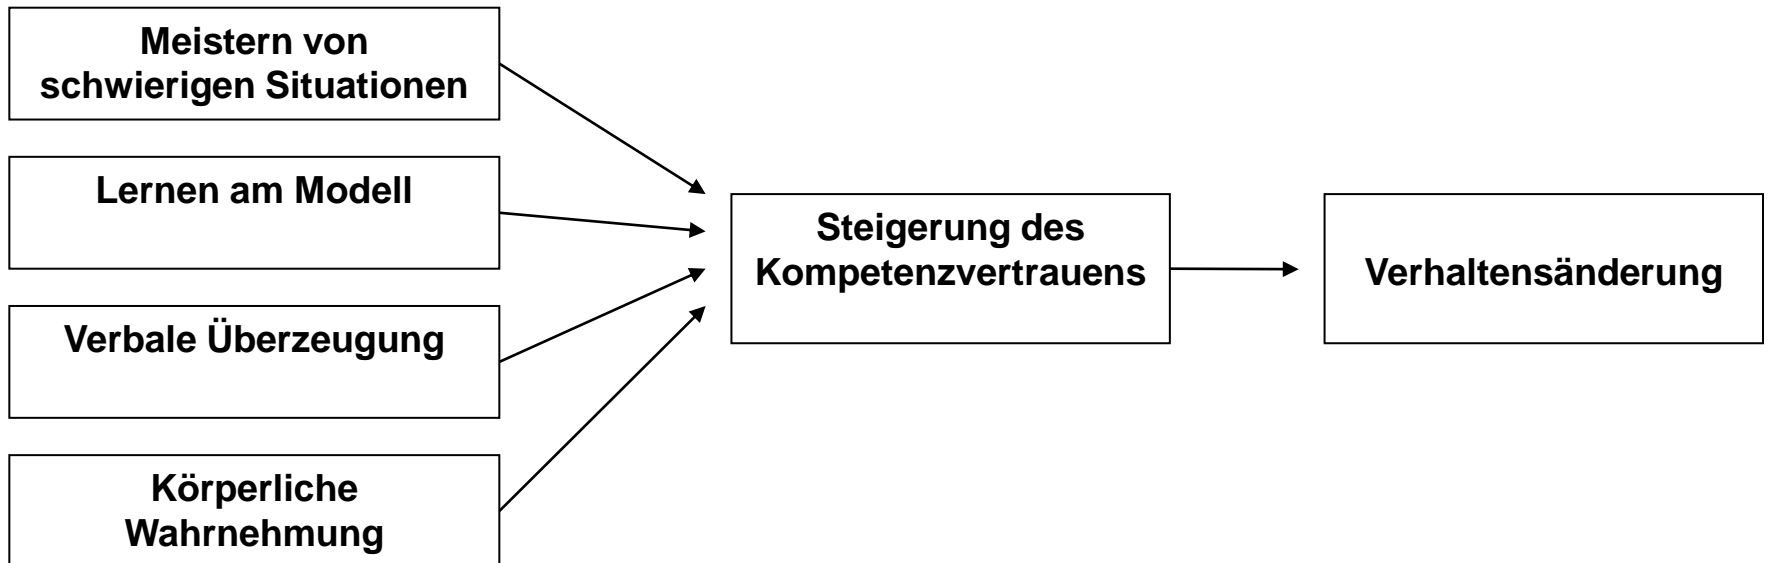 Meistern von
schwierigen Situationen
Lernen am Modell
Verbale Überzeugung
Körperliche
Wahrnehmung
Steigerung des
Kompetenzvertrauens
Verhaltensänderung